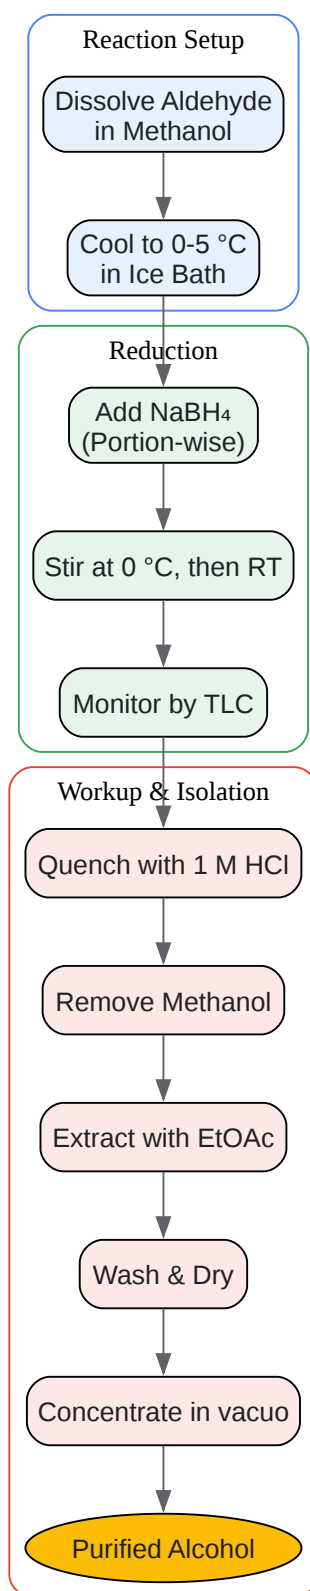 Reaction Setup
Dissolve Aldehyde
in Methanol
Cool to 0-5 °C
in Ice Bath
Reduction
Add NaBH₄
(Portion-wise)
Stir at 0 °C, then RT
Monitor by TLC
Workup & Isolation
Quench with 1 M HCl
Remove Methanol
Extract with EtOAc
Wash & Dry
Concentrate in vacuo
Purified Alcohol